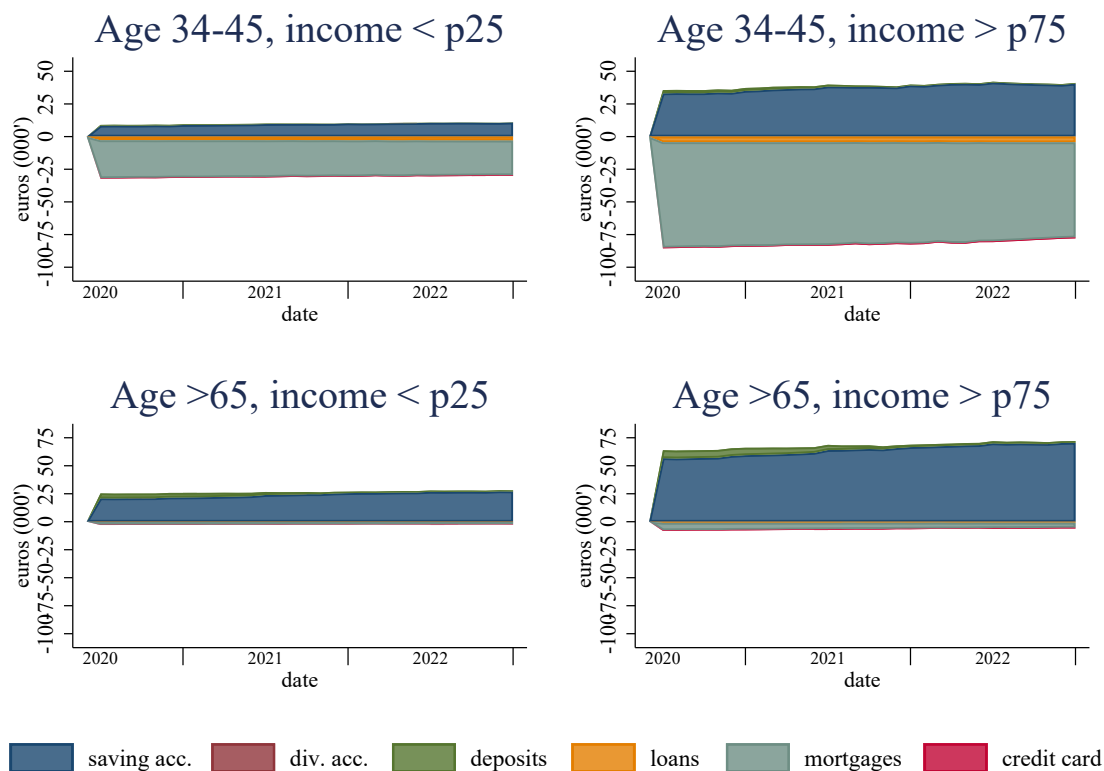 Age 34-45, income < p25
50
25
0
-25
-50
-75
-100
euros (000')
2020
2021
2022
date
Age 34-45, income > p75
50
25
0
-25
-50
-75
-100
euros (000')
2020
2021
2022
date
Age >65, income < p25
75
50
25
0
-25
-50
-75
-100
euros (000')
2020
2021
2022
date
Age >65, income > p75
75
50
25
0
-25
-50
-75
-100
euros (000')
2020
2021
2022
date
saving acc.
div. acc.
deposits
loans
mortgages
credit card